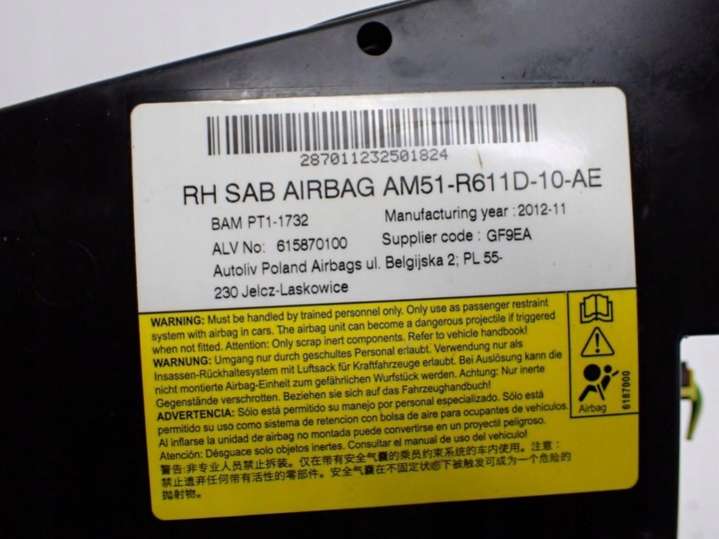 287011232501824
RH SAB AIRBAG AM51-R611D-10-AE
BAM PT1-1732 Manufacturing year : 2012-11
ALV No: 615870100 Supplier code : GF9EA
Autoliv Poland Airbags ul. Belgijska 2; PL 55-
230 Jelcz-Laskowice
WARNING: Must be handled by trained personnel only. Only use as passenger restraint
system with airbag in cars. The airbag unit can become a dangerous projectile if triggered
when not fitted. Attention: Only scrap inert components. Refer to vehicle handbook!
WARNUNG: Umgang nur durch geschultes Personal erlaubt. Verwendung nur als
Insassen-Rückhaltesystem mit Luftsack für Kraftfahrzeuge erlaubt. Bei Auslösung kann die
nicht montierte Airbag-Einheit zum gefährlichen Wurfstück werden. Achtung: Nur inerte
Gegenstände verschrotten. Beziehen sie sich auf das Fahrzeughandbuch!
ADVERTENCIA: Sólo está permitido su manejo por personal especializado. Sólo está
permitido su uso como sistema de retencion con bolsa de aire para ocupantes de vehiculos.
Al inflarse la unidad de airbag no montada puede convertirse en un proyectil peligroso.
Atención: Désguace solo objetos inertes. Consultar el manual de uso del vehiculo!
警告:非专业人员禁止拆装。仅在带有安全气囊的乘员约束系统的车内使用。注意:
禁止遗弃任何带有活性的零部件。安全气囊在不固定状态下被触发可成为一个危险的
抛射物。
Airbag
6187800